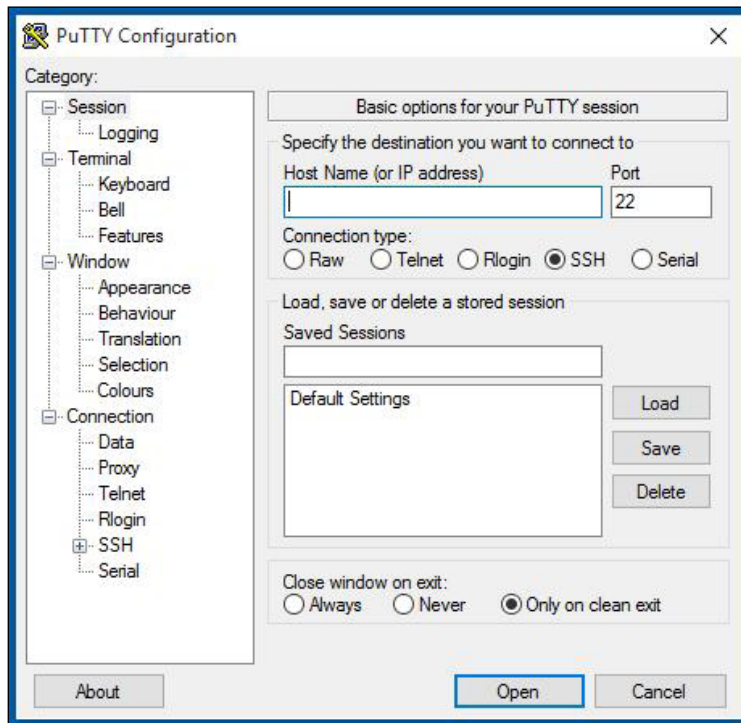 PuTTY Configuration
Category:
Session
Logging
Terminal
Keyboard
Bell
Features
Window
Appearance
Behaviour
Translation
Selection
Colours
Connection
Data
Proxy
Telnet
Rlogin
SSH
Serial
Basic options for your PuTTY session
Specify the destination you want to connect to
Host Name (or IP address) Port
22
Connection type:
Raw Telnet Rlogin SSH Serial
Load, save or delete a stored session
Saved Sessions
Default Settings
Load
Save
Delete
Close window on exit:
Always Never Only on clean exit
About Open Cancel